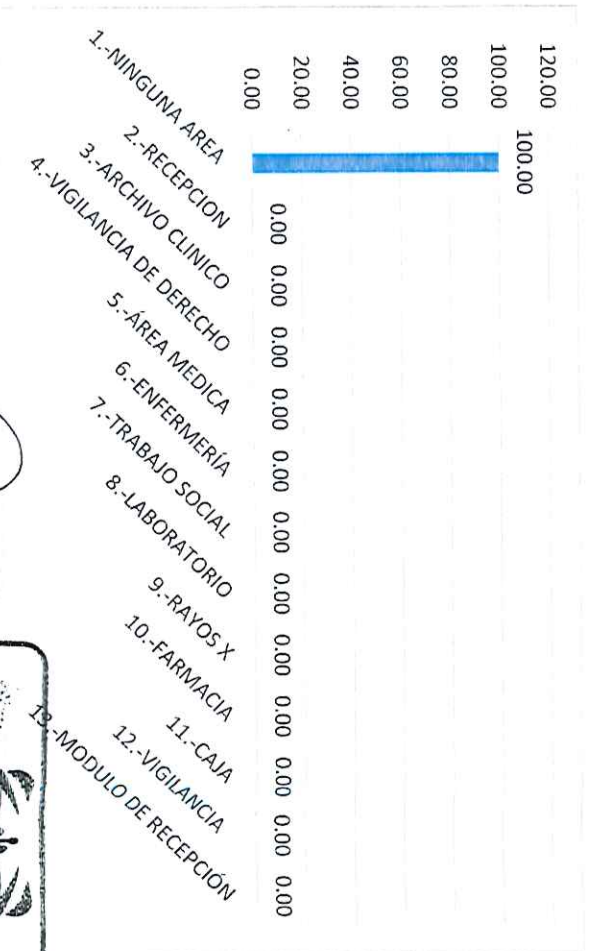 120.00
100.00
80.00
60.00
40.00
20.00
0.00
100.00
0.00 0.00 0.00 0.00 0.00 0.00 0.00 0.00 0.00 0.00 0.00 0.00
1.-NINGUNA AREA
2.-RECEPCION
3.-ARCHIVO CLINICO
4.-VIGILANCIA DE DERECHO
5.-ÁREA MEDICA
6.-ENFERMERÍA
7.-TRABAJO SOCIAL
8.-LABORATORIO
9.-RAYOS X
10.-FARMACIA
11.-CAJA
12.-VIGILANCIA
13.-MODULO DE RECEPCIÓN